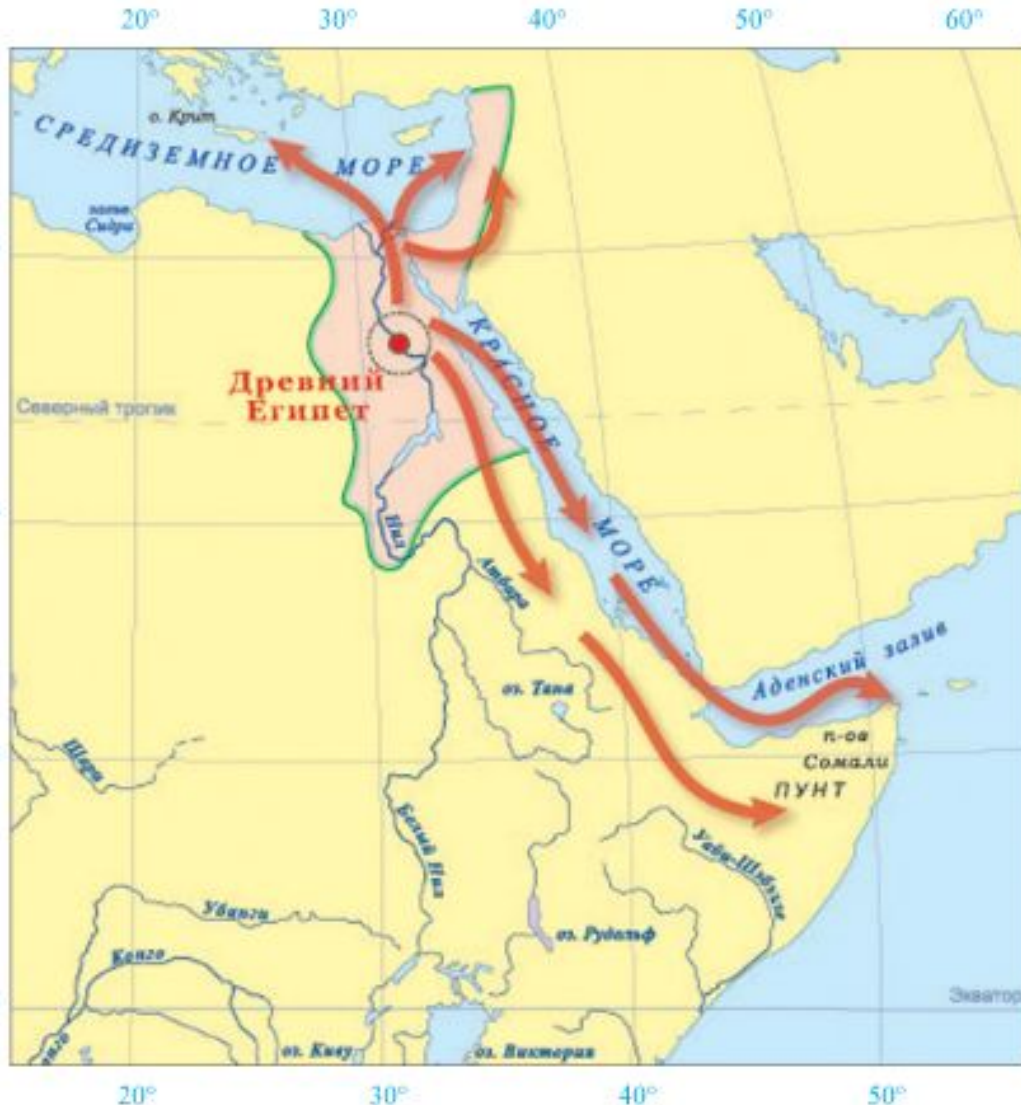 20° 30° 40° 50° 60°
о. Крит
СРЕДИЗЕМНОЕ МОРЕ
залив
Сидра
КРАСНОЕ МОРЕ
Древний
Египет
Северный тропик
Нил
Атбара
оз. Тана
Аденский залив
п-ов
Сомали
ПУНТ
Шари
Белый Нил
Уаби-Шэбэлле
Убанги
оз. Рудольф
Конго
Экватор
оз. Киву
оз. Виктория
20° 30° 40° 50°